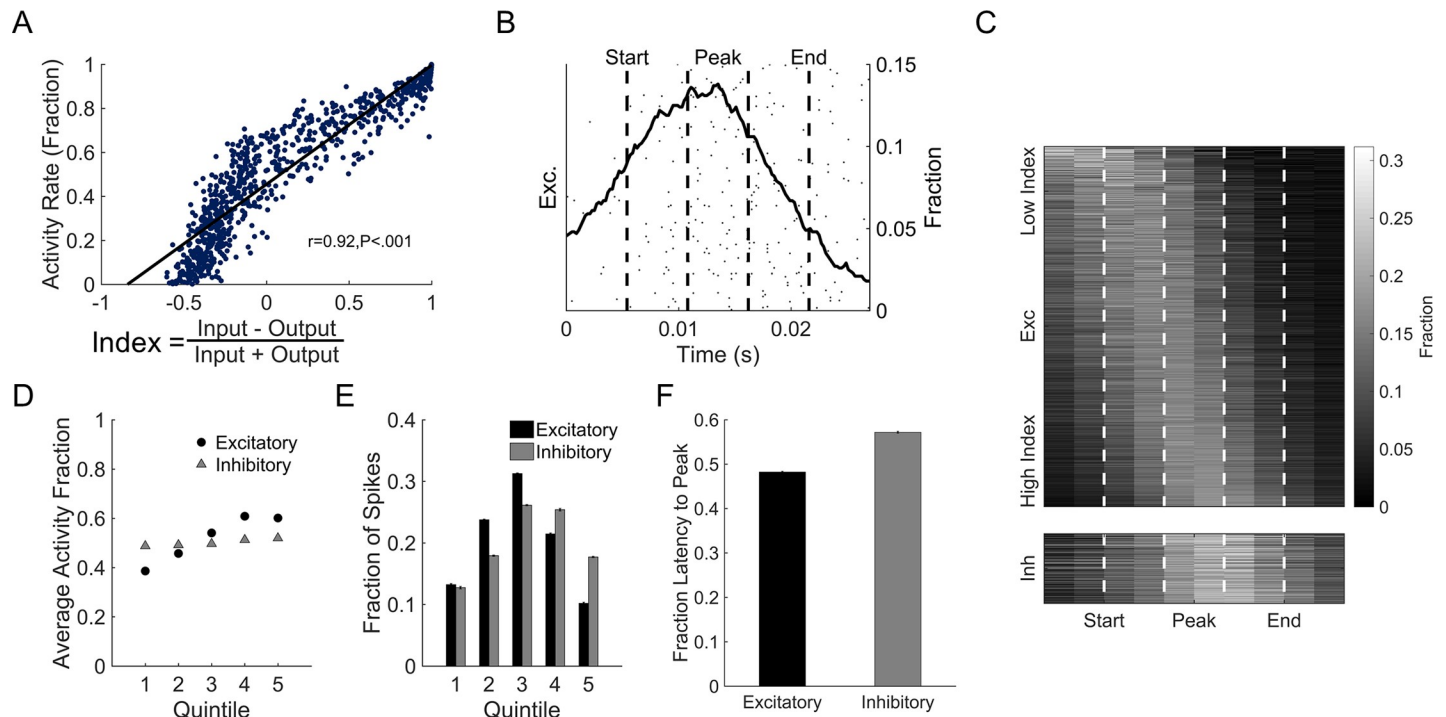 A
Activity Rate (Fraction)
1
0.8
0.6
0.4
0.2
0
r=0.92,P<.001
-1
-0.5
0
0.5
1
Index =
Input - Output
Input + Output
B
Start
Peak
End
Exc.
0.15
0.1
0.05
0
Fraction
0
0.01
0.02
Time (s)
C
Low Index
Exc
High Index
Inh
Start
Peak
End
0.3
0.25
0.2
0.15
0.1
0.05
0
Fraction
D
Average Activity Fraction
1
0.8
0.6
0.4
0.2
0
Excitatory
Inhibitory
1 2 3 4 5
Quintile
E
Fraction of Spikes
0.4
0.3
0.2
0.1
0
Excitatory
Inhibitory
1 2 3 4 5
Quintile
F
Fraction Latency to Peak
0.6
0.5
0.4
0.3
0.2
0.1
0
Excitatory
Inhibitory